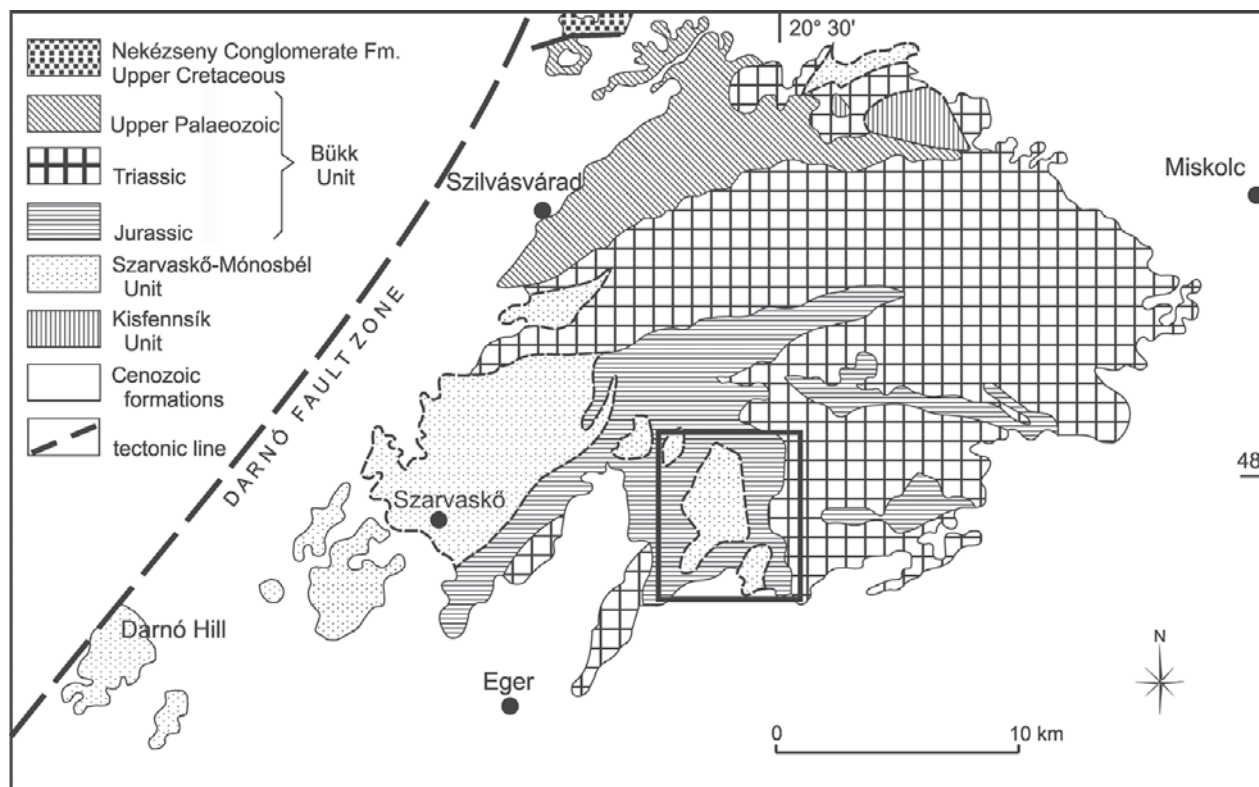 Nekézseny Conglomerate Fm.
Upper Cretaceous
Upper Palaeozoic
Triassic
Jurassic
Bükk
Unit
Szarvaskő-Mónosbél
Unit
Kisfennsík
Unit
Cenozoic
formations
tectonic line
20° 30'
Miskolc
Szilvásvárad
DARNÓ FAULT ZONE
48
Szarvaskő
Darnó Hill
Eger
N
0 10 km